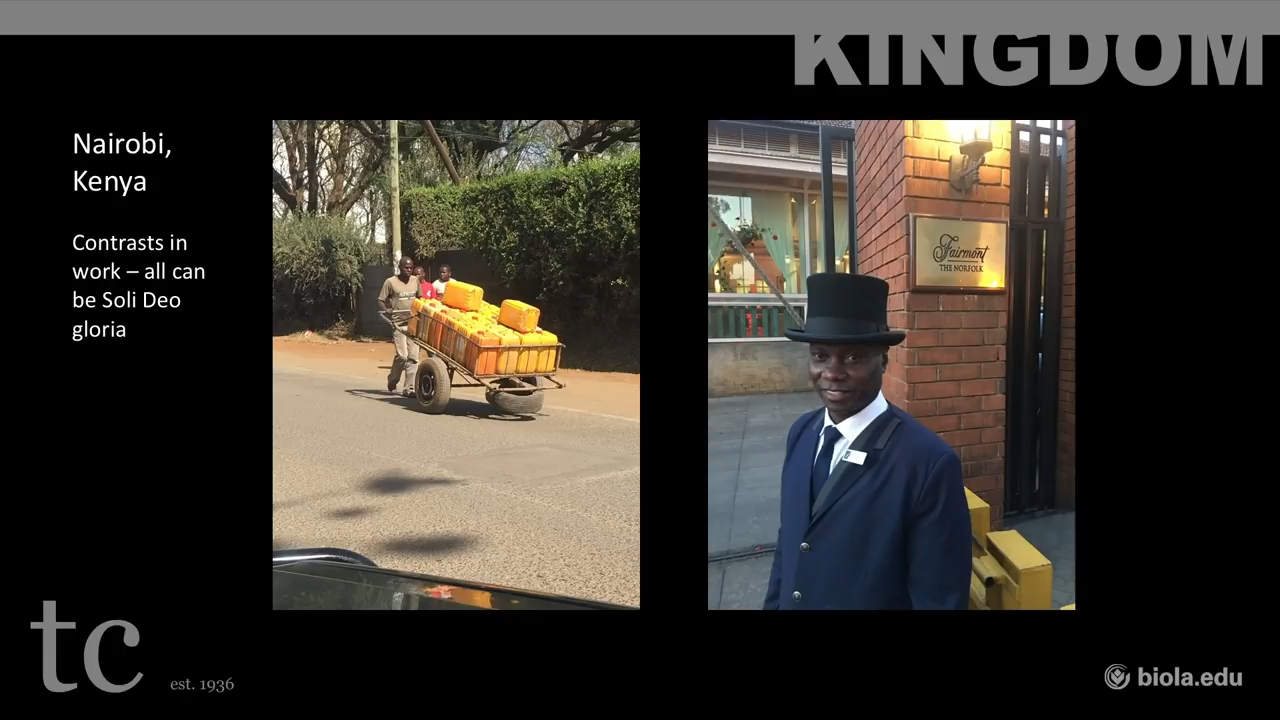 KINGDOM
Nairobi,
Kenya
Contrasts in
work – all can
be Soli Deo
gloria
Fairmont
THE NORFOLK
tc
est. 1936
biola.edu